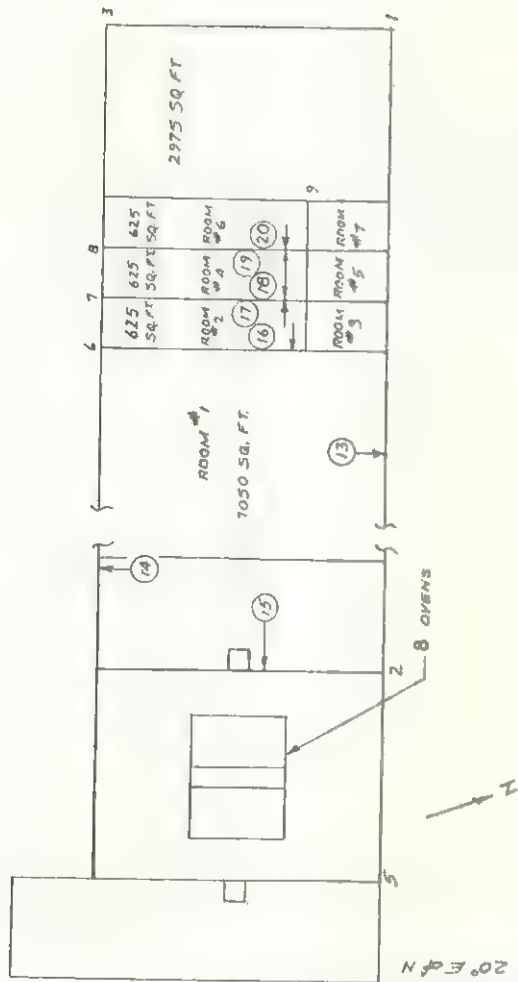 3
1
2975 SQ FT
9
625
SQ. FT
ROOM
#6
20
ROOM
#7
8
625
SQ. FT.
ROOM
#4
19
18
ROOM
#5
7
625
SQ. FT.
ROOM
#2
17
16
ROOM
#3
6
ROOM #1
7050 SQ. FT.
13
14
15
2
8 OVENS
5
N
20° E of N